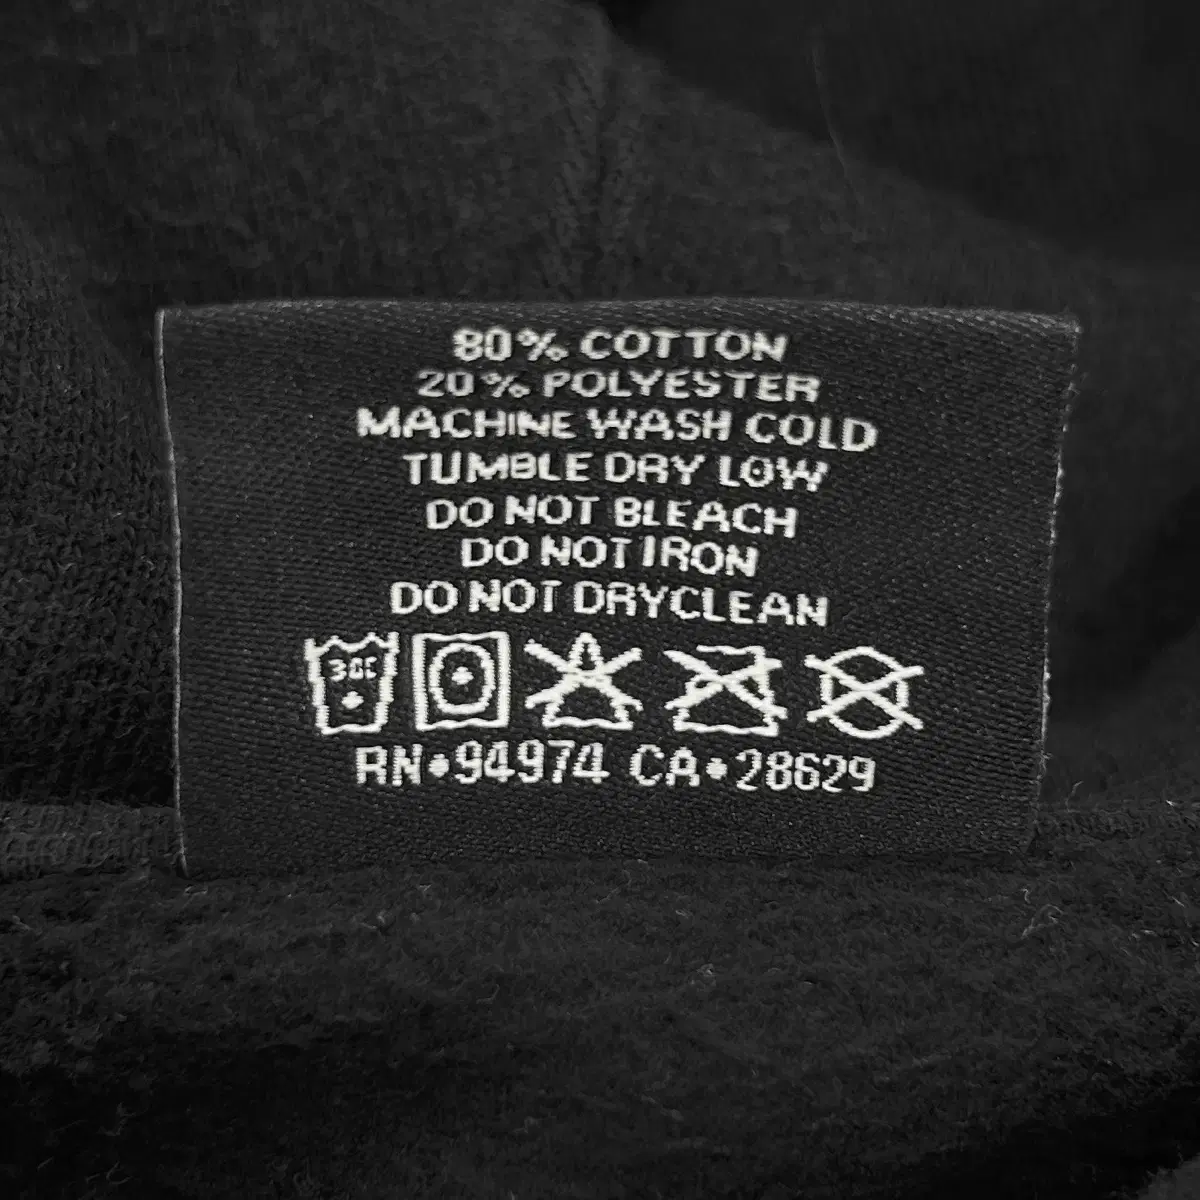 80% COTTON
20% POLYESTER
MACHINE WASH COLD
TUMBLE DRY LOW
DO NOT BLEACH
DO NOT IRON
DO NOT DRYCLEAN
30C
RN•94974 CA•28629